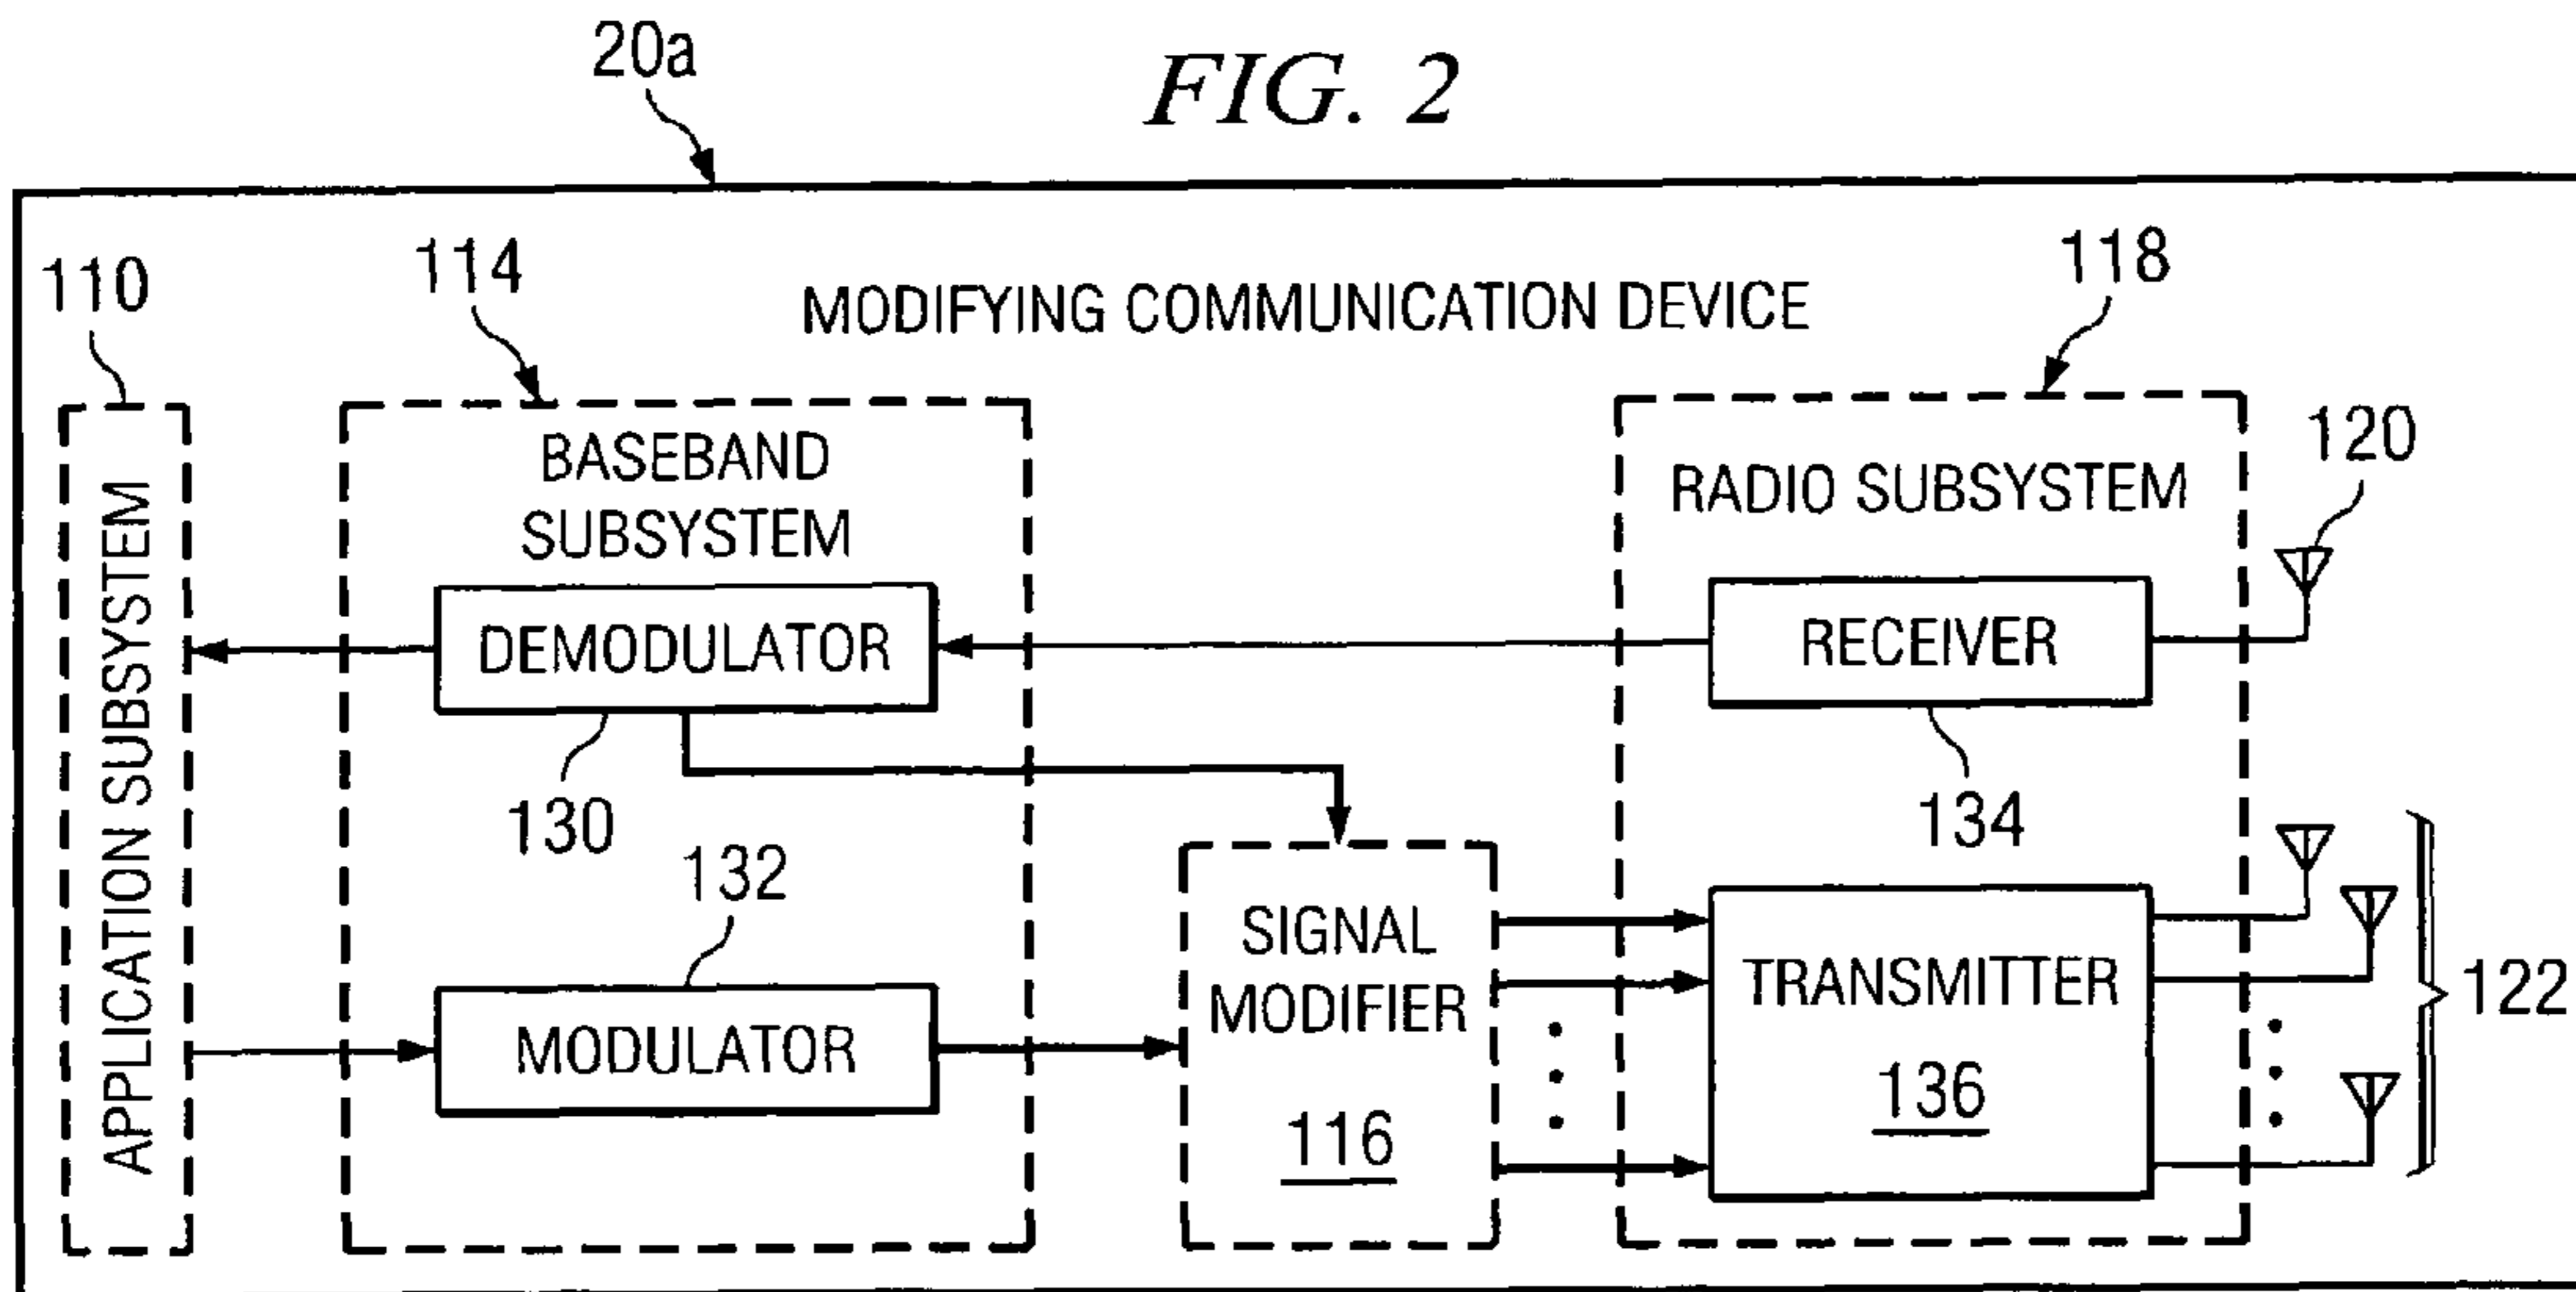 20a
FIG. 2
110
114
MODIFYING COMMUNICATION DEVICE
118
120
APPLICATION SUBSYSTEM
BASEBAND
SUBSYSTEM
RADIO SUBSYSTEM
DEMODULATOR
RECEIVER
130
134
132
MODULATOR
SIGNAL
MODIFIER
116
TRANSMITTER
136
122